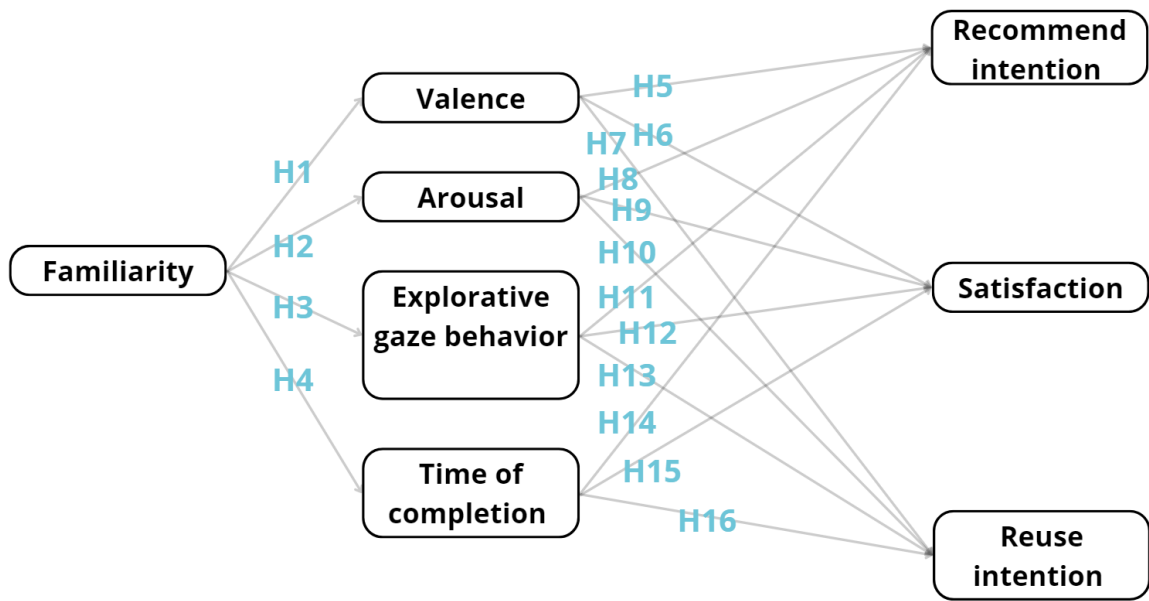 Familiarity
H1
H2
H3
H4
Valence
Arousal
Explorative
gaze behavior
Time of
completion
H5
H6
H7
H8
H9
H10
H11
H12
H13
H14
H15
H16
Recommend
intention
Satisfaction
Reuse
intention